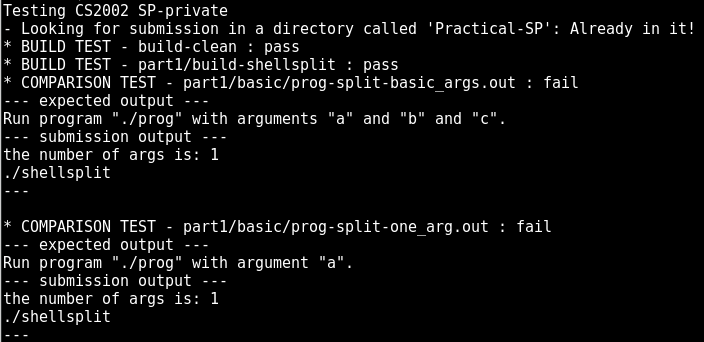 Testing CS2002 SP-private
- Looking for submission in a directory called 'Practical-SP': Already in it!
* BUILD TEST - build-clean : pass
* BUILD TEST - part1/build-shellsplit : pass
* COMPARISON TEST - part1/basic/prog-split-basic_args.out : fail
--- expected output ---
Run program "./prog" with arguments "a" and "b" and "c".
--- submission output ---
the number of args is: 1
./shellsplit
---

* COMPARISON TEST - part1/basic/prog-split-one_arg.out : fail
--- expected output ---
Run program "./prog" with argument "a".
--- submission output ---
the number of args is: 1
./shellsplit
---